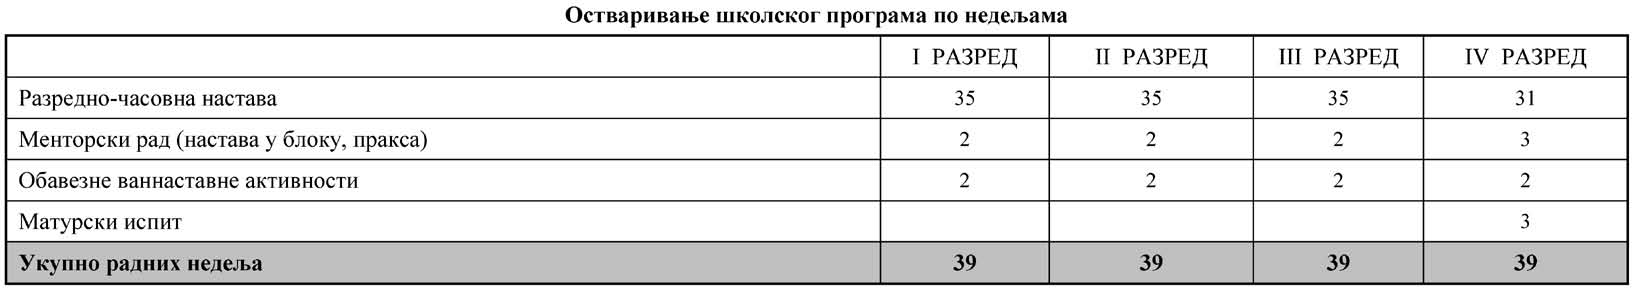 Остваривање школског програма по недељама
I РАЗРЕД II РАЗРЕД III РАЗРЕД IV РАЗРЕД
Разредно-часовна настава 35 35 35 31
Менторски рад (настава у блоку, пракса) 2 2 2 3
Обавезне ваннаставне активности 2 2 2 2
Матурски испит 3
Укупно радних недеља 39 39 39 39